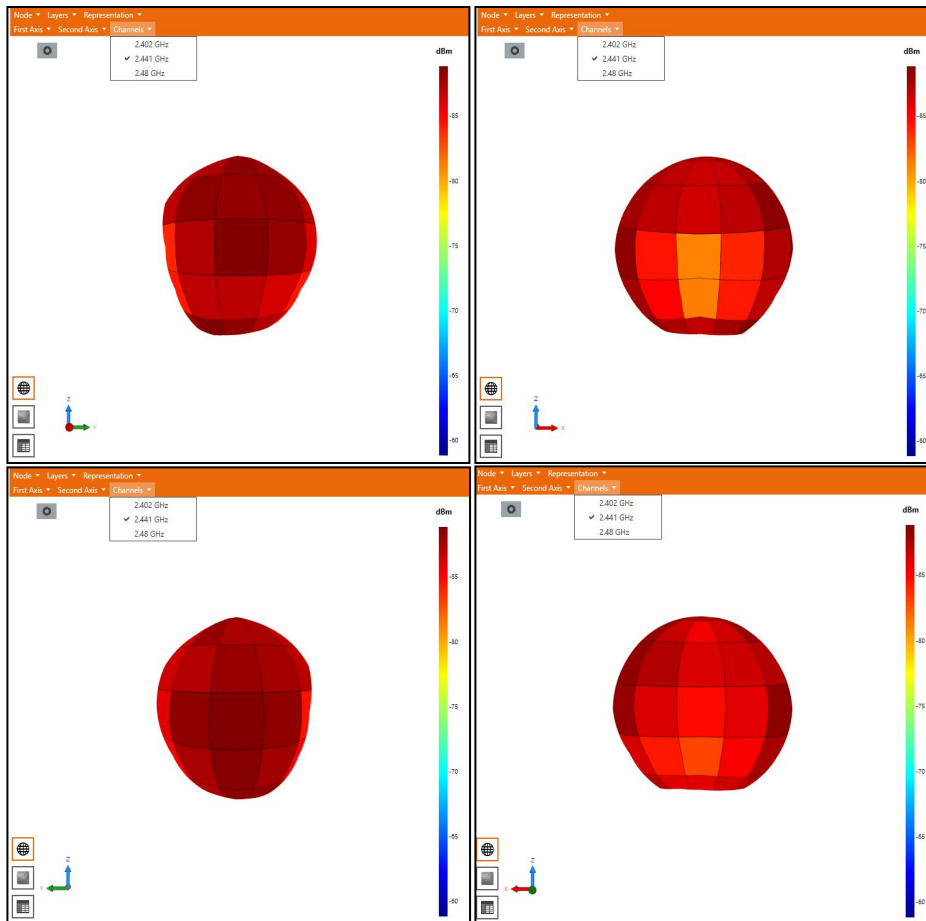 Node Layers Representation
First Axis Second Axis Channels
2.402 GHz
2.441 GHz
2.48 GHz
dBm
-85
-80
-75
-70
-65
-60
Z
Y
Node Layers Representation
First Axis Second Axis Channels
2.402 GHz
2.441 GHz
2.48 GHz
dBm
-85
-80
-75
-70
-65
-60
Z
X
Node Layers Representation
First Axis Second Axis Channels
2.402 GHz
2.441 GHz
2.48 GHz
dBm
-85
-80
-75
-70
-65
-60
Z
Y
Node Layers Representation
First Axis Second Axis Channels
2.402 GHz
2.441 GHz
2.48 GHz
dBm
-85
-80
-75
-70
-65
-60
Z
X